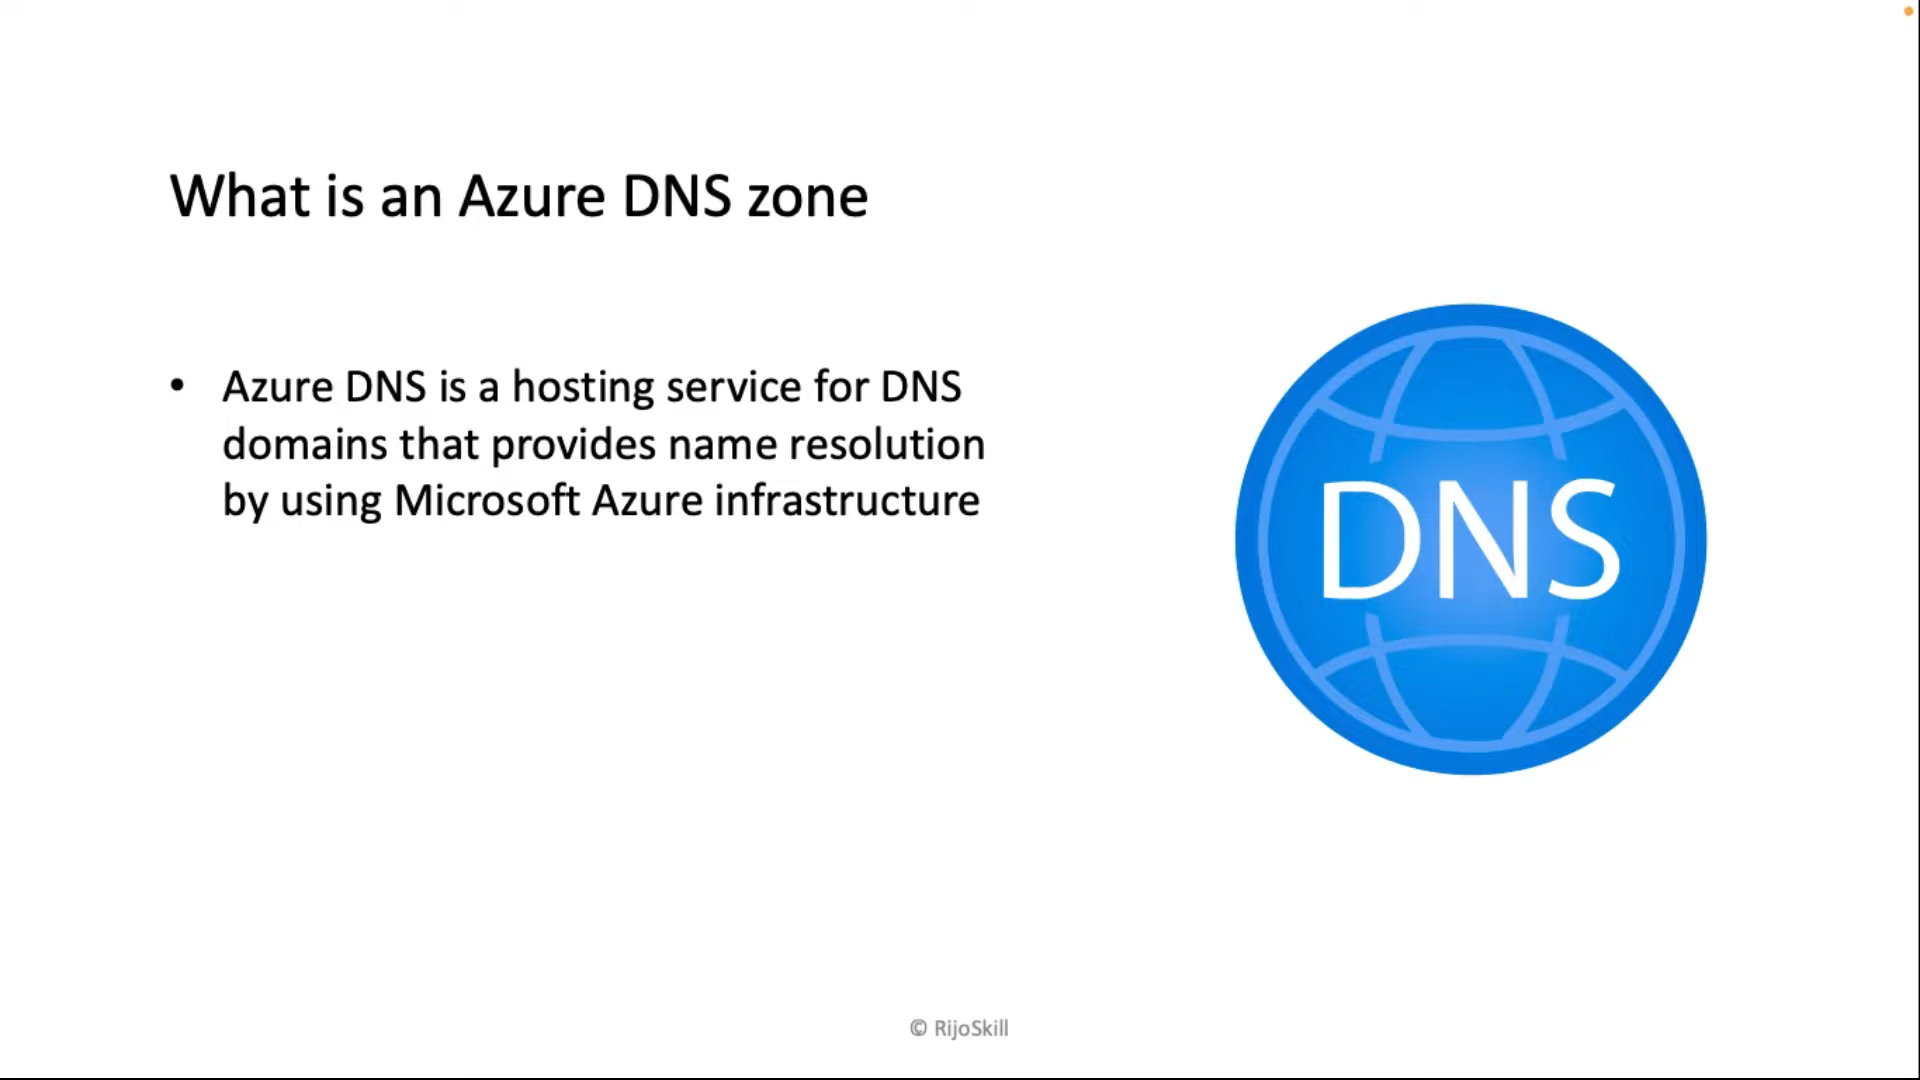 What is an Azure DNS zone
• Azure DNS is a hosting service for DNS
domains that provides name resolution
by using Microsoft Azure infrastructure
DNS
© RijoSkill